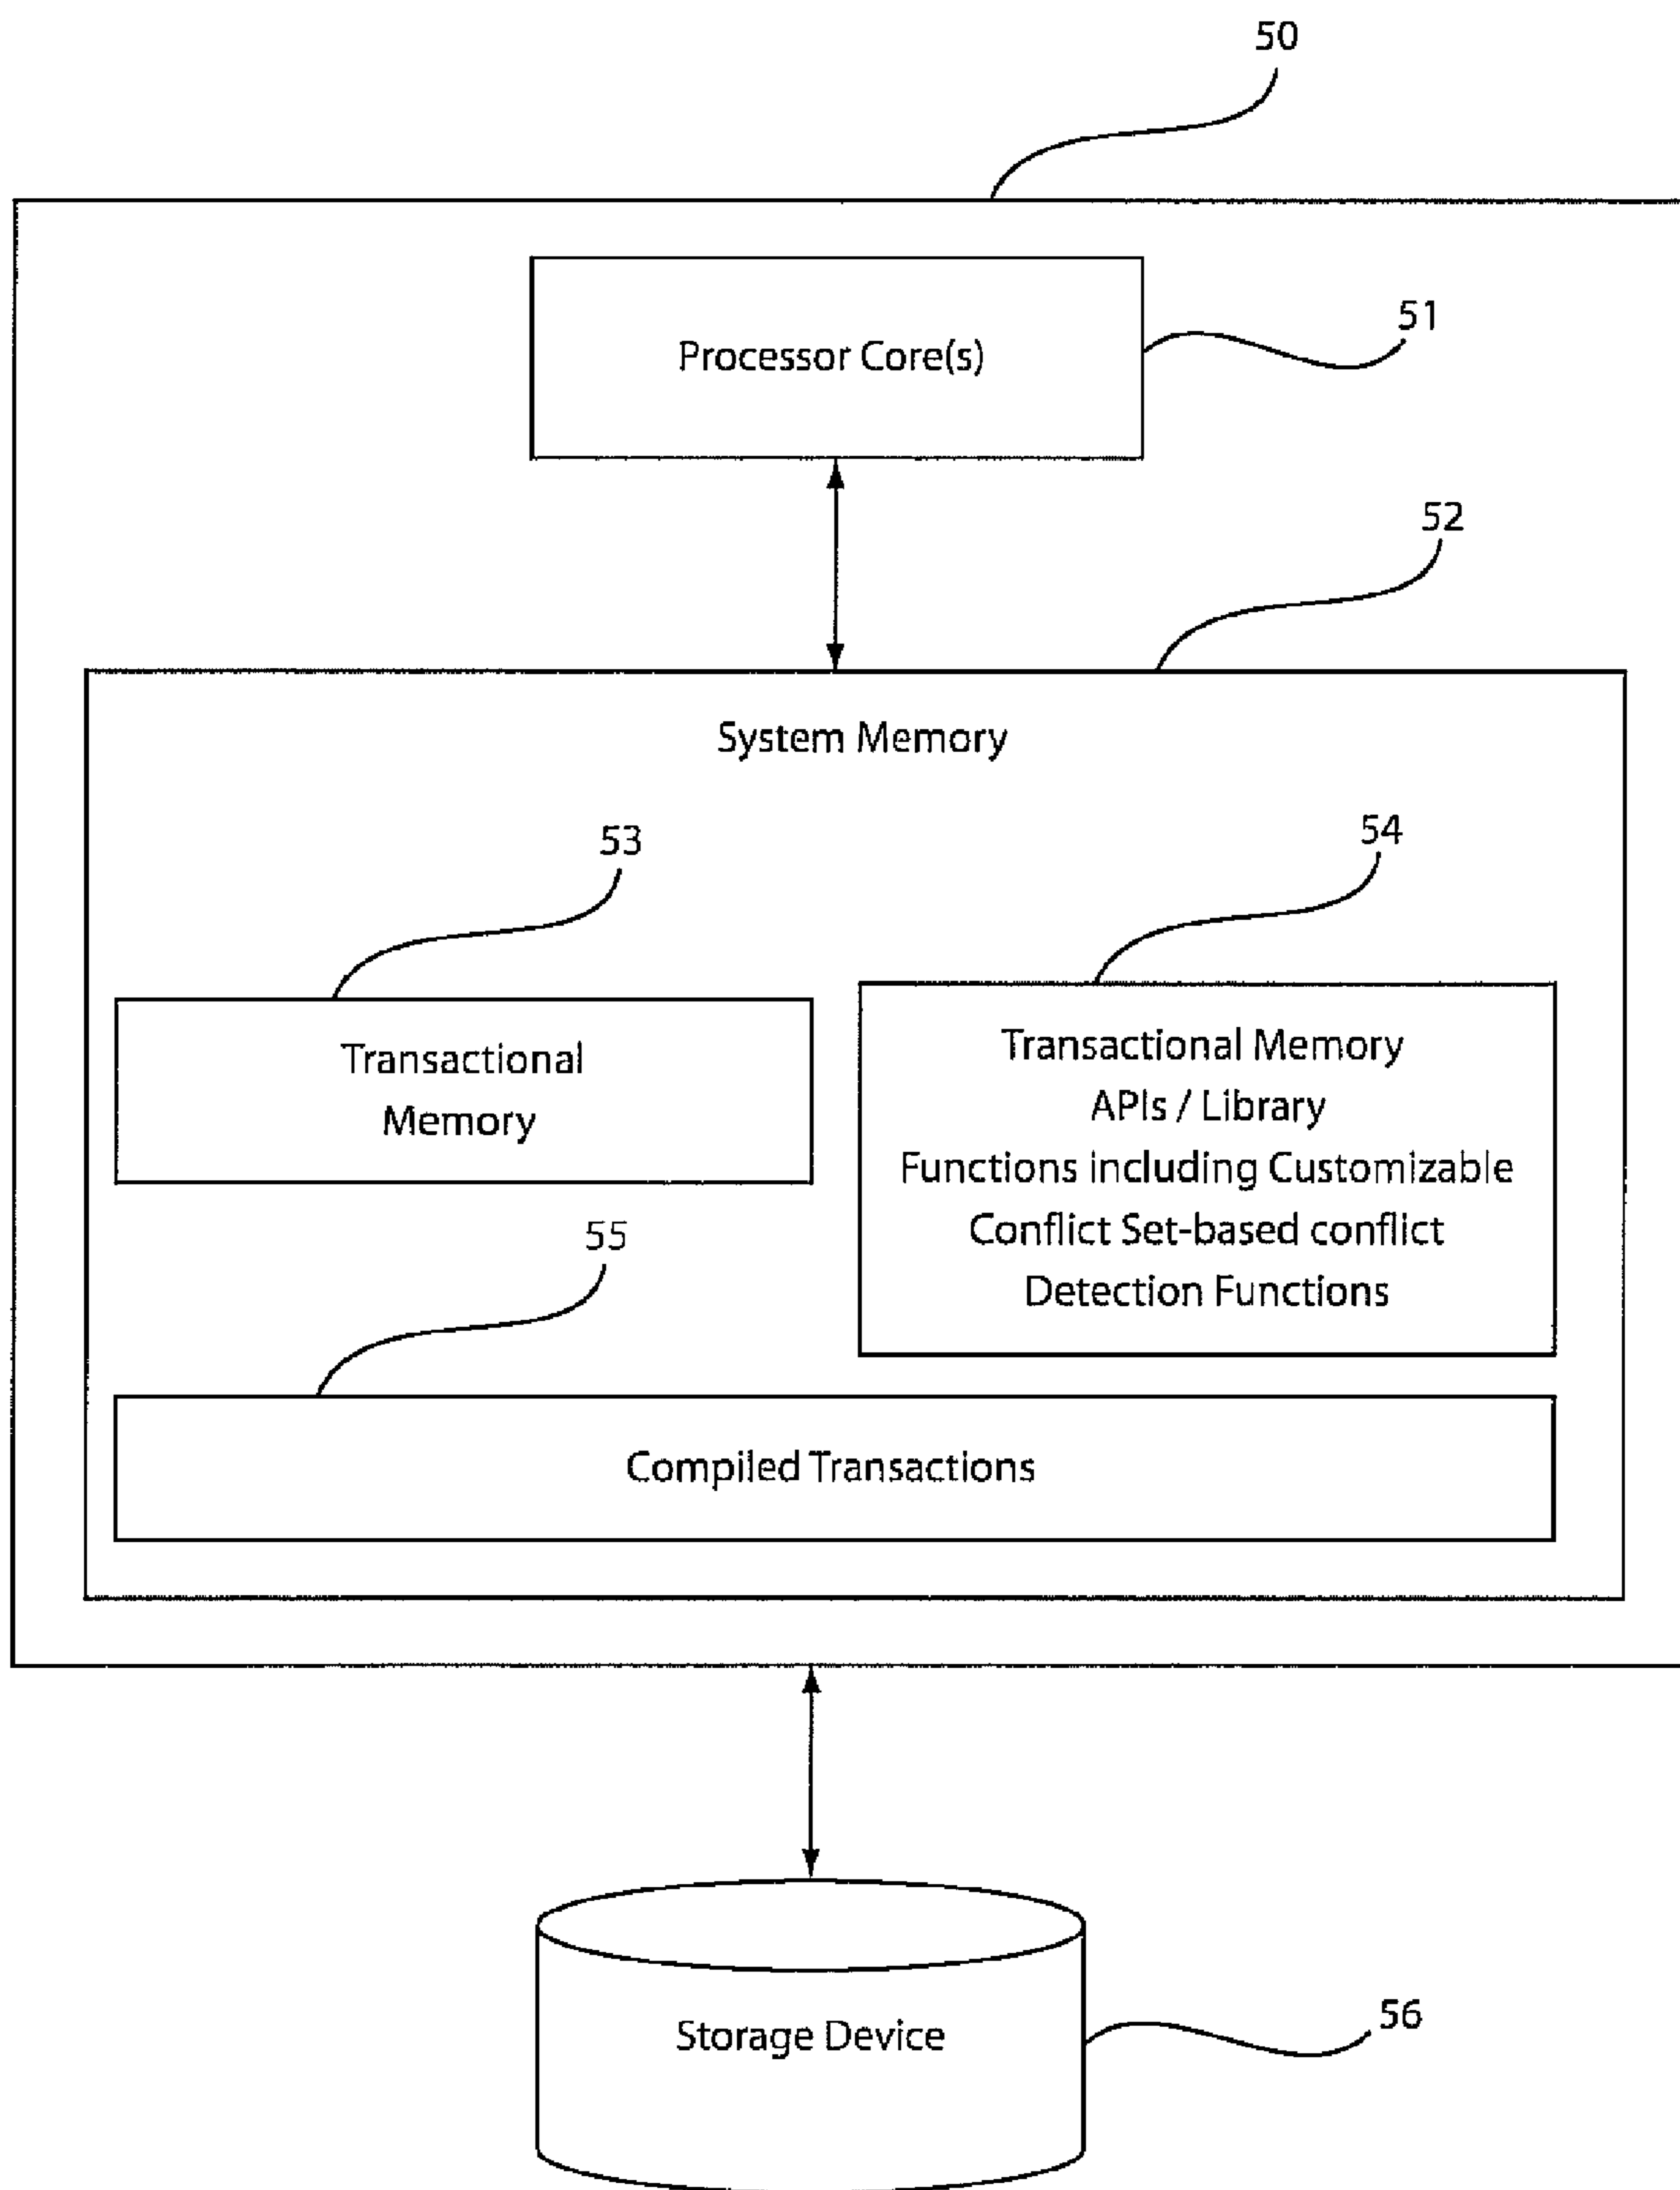 50
Processor Core(s)
51
52
System Memory
53
54
Transactional
Memory
Transactional Memory
APIs / Library
Functions including Customizable
Conflict Set-based conflict
Detection Functions
55
Compiled Transactions
Storage Device
56